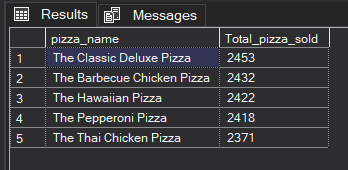 Results Messages
pizza_name Total_pizza_sold
1 The Classic Deluxe Pizza 2453
2 The Barbecue Chicken Pizza 2432
3 The Hawaiian Pizza 2422
4 The Pepperoni Pizza 2418
5 The Thai Chicken Pizza 2371